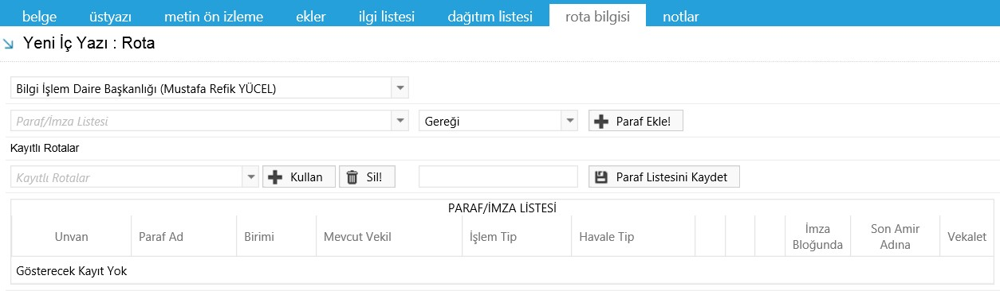 belge üstyazı metin ön izleme ekler ilgi listesi dağıtım listesi rota bilgisi notlar
Yeni İç Yazı : Rota
Bilgi İşlem Daire Başkanlığı (Mustafa Refik YÜCEL)
Paraf/İmza Listesi Gereği Paraf Ekle!
Kayıtlı Rotalar
Kayıtlı Rotalar Kullan Sil! Paraf Listesini Kaydet
PARAF/İMZA LİSTESİ
Unvan Paraf Ad Birimi Mevcut Vekil İşlem Tip Havale Tip İmza Bloğunda Son Amir Adına Vekalet
Gösterecek Kayıt Yok